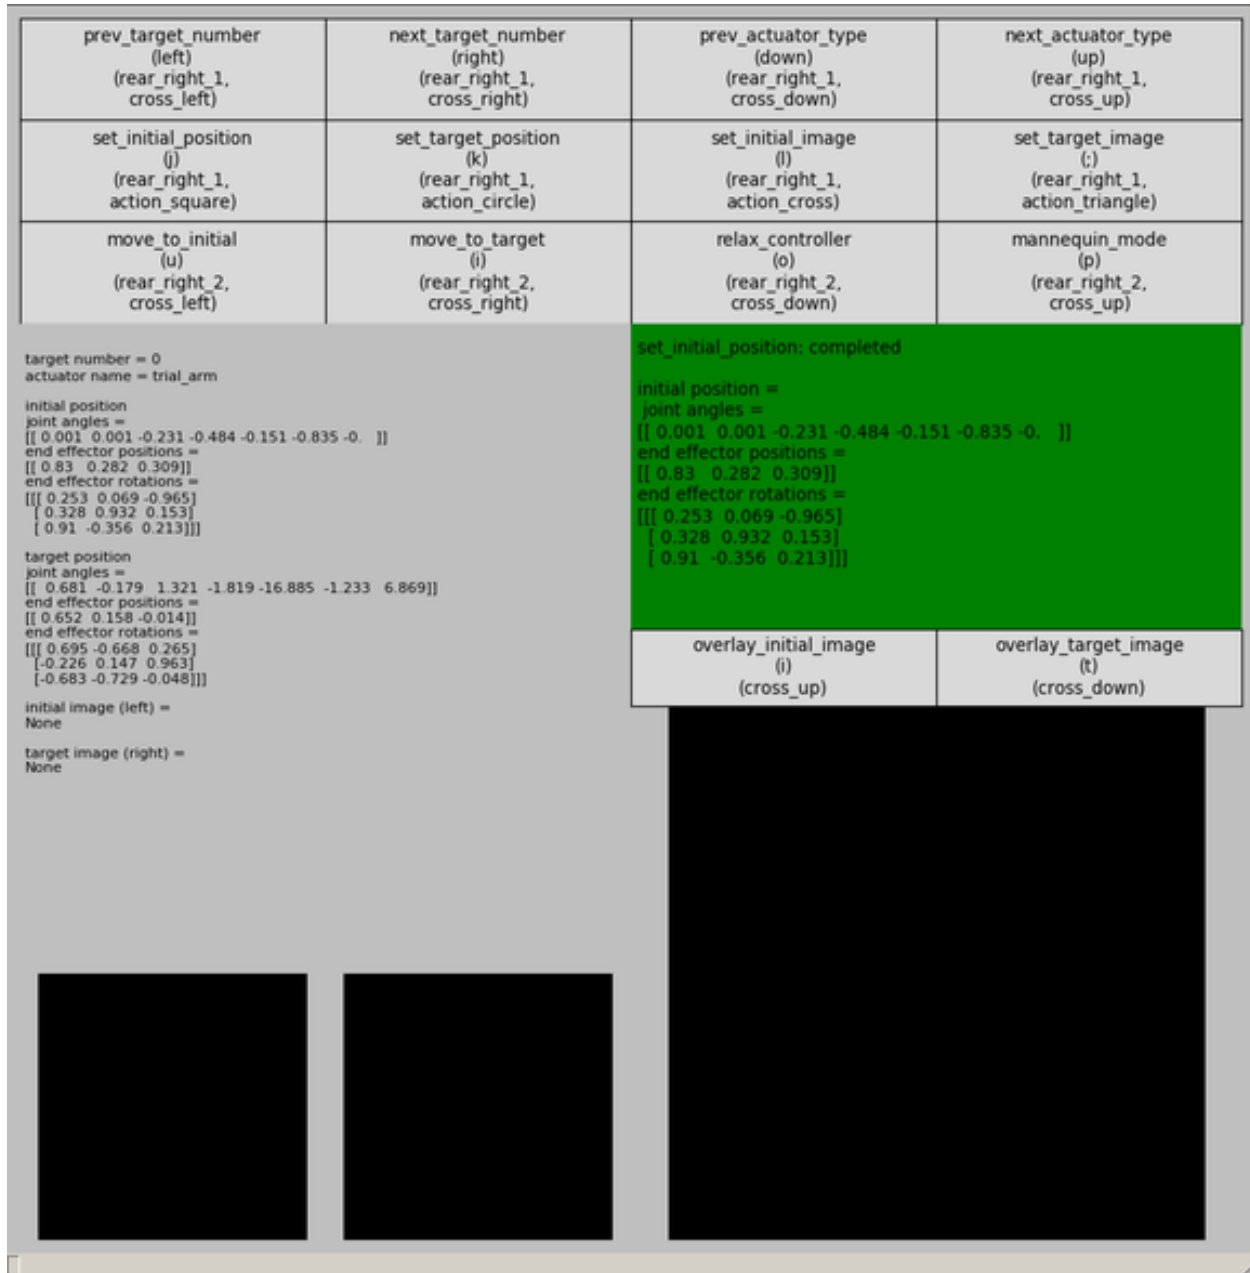 prev_target_number
(left)
(rear_right_1,
cross_left)
next_target_number
(right)
(rear_right_1,
cross_right)
prev_actuator_type
(down)
(rear_right_1,
cross_down)
next_actuator_type
(up)
(rear_right_1,
cross_up)
set_initial_position
(j)
(rear_right_1,
action_square)
set_target_position
(k)
(rear_right_1,
action_circle)
set_initial_image
(l)
(rear_right_1,
action_cross)
set_target_image
(;)
(rear_right_1,
action_triangle)
move_to_initial
(u)
(rear_right_2,
cross_left)
move_to_target
(i)
(rear_right_2,
cross_right)
relax_controller
(o)
(rear_right_2,
cross_down)
mannequin_mode
(p)
(rear_right_2,
cross_up)
target number = 0
actuator name = trial_arm
initial position
joint angles =
[[ 0.001  0.001 -0.231 -0.484 -0.151 -0.835 -0.   ]]
end effector positions =
[[ 0.83   0.282  0.309]]
end effector rotations =
[[[ 0.253  0.069 -0.965]
[ 0.328  0.932  0.153]
[ 0.91  -0.356  0.213]]]
target position
joint angles =
[[  0.681  -0.179   1.321  -1.819 -16.885  -1.233   6.869]]
end effector positions =
[[ 0.652  0.158 -0.014]]
end effector rotations =
[[[ 0.695 -0.668  0.265]
[-0.226  0.147  0.963]
[-0.683 -0.729 -0.048]]]
initial image (left) =
None
target image (right) =
None
set_initial_position: completed
initial position =
joint angles =
[[ 0.001  0.001 -0.231 -0.484 -0.151 -0.835 -0.   ]]
end effector positions =
[[ 0.83   0.282  0.309]]
end effector rotations =
[[[ 0.253  0.069 -0.965]
[ 0.328  0.932  0.153]
[ 0.91  -0.356  0.213]]]
overlay_initial_image
(i)
(cross_up)
overlay_target_image
(t)
(cross_down)